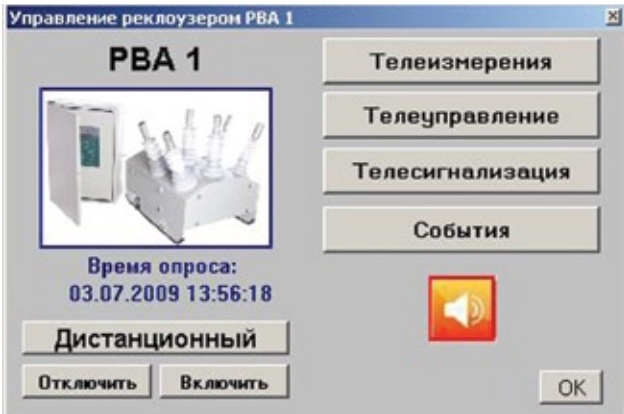 Управление реклоузером РВА 1
РВА 1
Время опроса:
03.07.2009 13:56:18
Дистанционный
Отключить
Включить
Телеизмерения
Телеуправление
Телесигнализация
События
OK